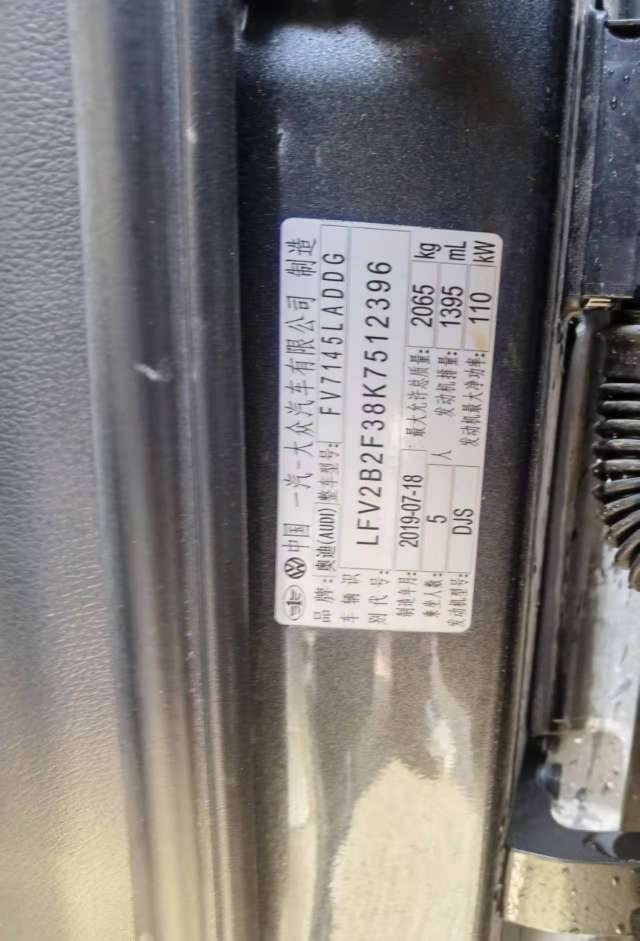 中国 一汽-大众汽车有限公司 制造
品牌: 奥迪(AUDI) 整车型号: FV7145LADDG
车辆识别代号: LFV2B2F38K7512396
制造年月: 2019-07-18 最大允许总质量: 2065 kg
乘坐人数: 5 人 发动机排量: 1395 mL
发动机型号: DJS 发动机最大净功率: 110 kW